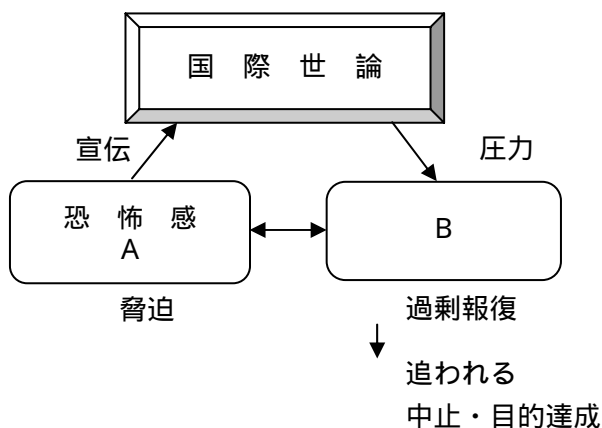 国 際 世 論
宣伝
圧力
恐 怖 感
A
B
脅迫
過剰報復
追われる
中止・目的達成